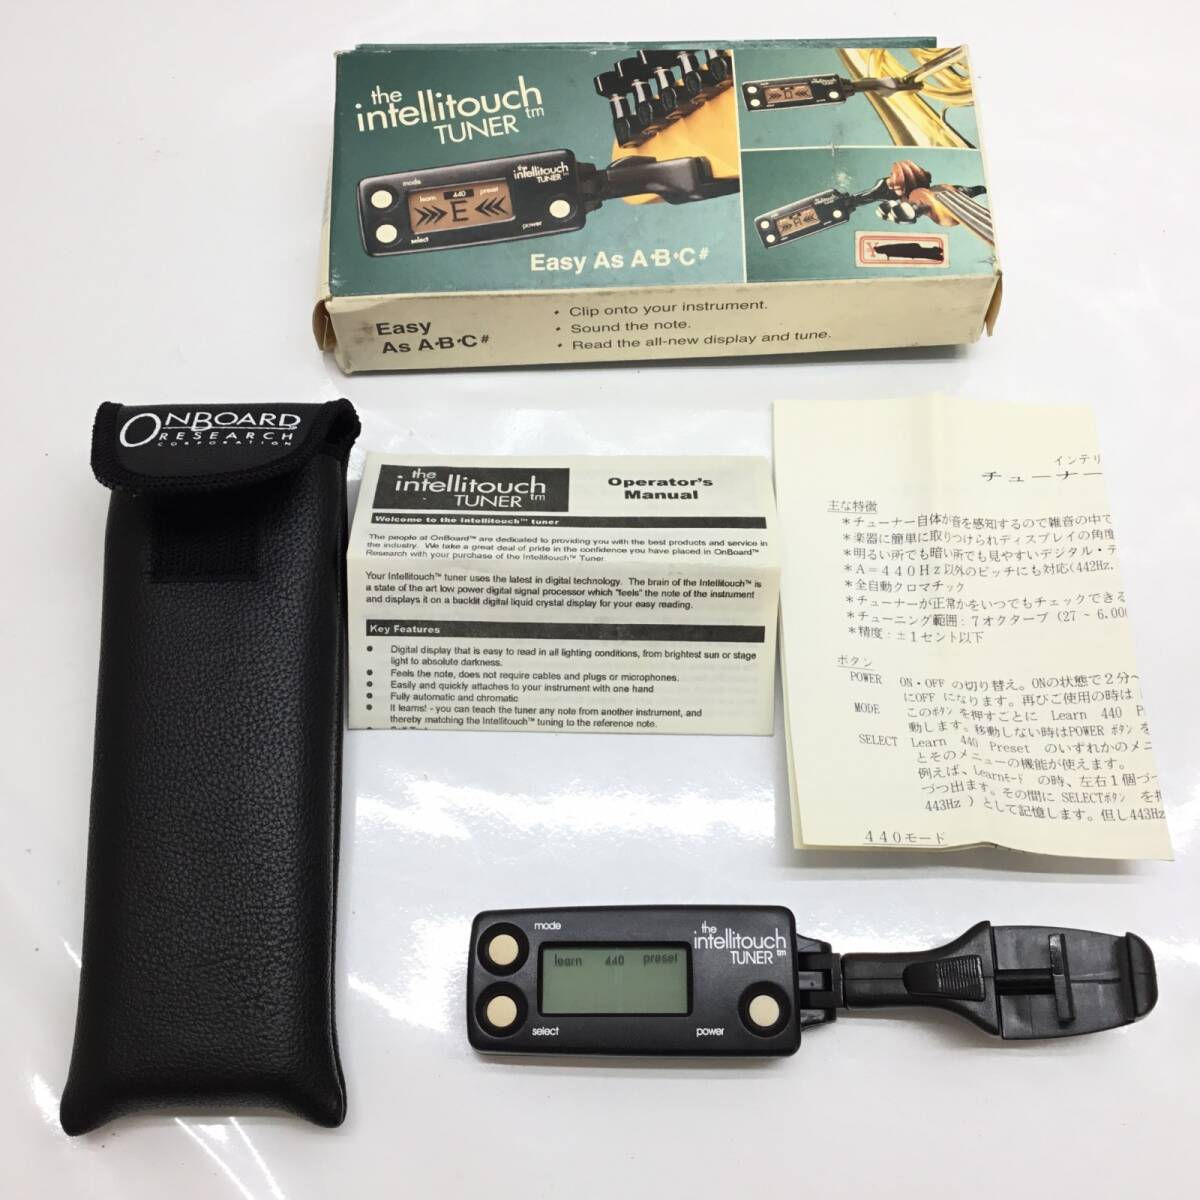 the
intellitouch tm
TUNER
mode
learn 440 preset
E
select
power
the
intellitouch
TUNER
Easy As A•B•C#
Easy
As A•B•C#
• Clip onto your instrument.
• Sound the note.
• Read the all-new display and tune.
ONBOARD
RESEARCH
CORPORATION
the
intellitouch
TUNER tm
Operator's
Manual
Welcome to the Intellitouch™ tuner
The people at OnBoard™ are dedicated to providing you with the best products and service in
the industry. We take a great deal of pride in the confidence you have placed in OnBoard™
Research with your purchase of the Intellitouch™ Tuner.
Your Intellitouch™ tuner uses the latest in digital technology. The brain of the Intellitouch™ is
a state of the art low power digital signal processor which "feels" the note of the instrument
and displays it on a backlit digital liquid crystal display for your easy reading.
Key Features
● Digital display that is easy to read in all lighting conditions, from brightest sun or stage
light to absolute darkness.
● Feels the note, does not require cables and plugs or microphones.
● Easily and quickly attaches to your instrument with one hand
● Fully automatic and chromatic
● It learns! - you can teach the tuner any note from another instrument, and
thereby matching the Intellitouch™ tuning to the reference note.
インテリ
チューナー
主な特徴
*チューナー自体が音を感知するので雑音の中で
*楽器に簡単に取りつけられディスプレイの角度
*明るい所でも暗い所でも見やすいデジタル・デ
*A=440Hz以外のピッチにも対応(442Hz、
*全自動クロマチック
*チューナーが正常かをいつでもチェックできる
*チューニング範囲:7オクターブ(27~6,00
*精度:±1セント以下
ボタン
POWER ON・OFF の切り替え。ONの状態で2分~
にOFF になります。再びご使用の時は
MODE このボタンを押すごとに Learn 440 P
動します。移動しない時はPOWER ボタンを
SELECT Learn 440 Preset のいずれかのメニ
とそのメニューの機能が使えます。
例えば、Learnモード の時、左右1個づ
づつ出ます。その間に SELECTボタン を押
443Hz )として記憶します。但し443Hz
440モード
mode
the
intellitouch
TUNER tm
learn 440 preset
select
power